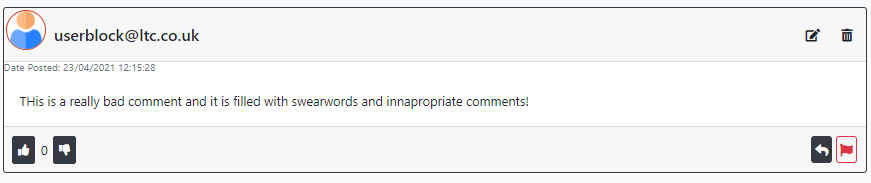 userblock@ltc.co.uk
Date Posted: 23/04/2021 12:15:28
THis is a really bad comment and it is filled with swearwords and innapropriate comments!
0